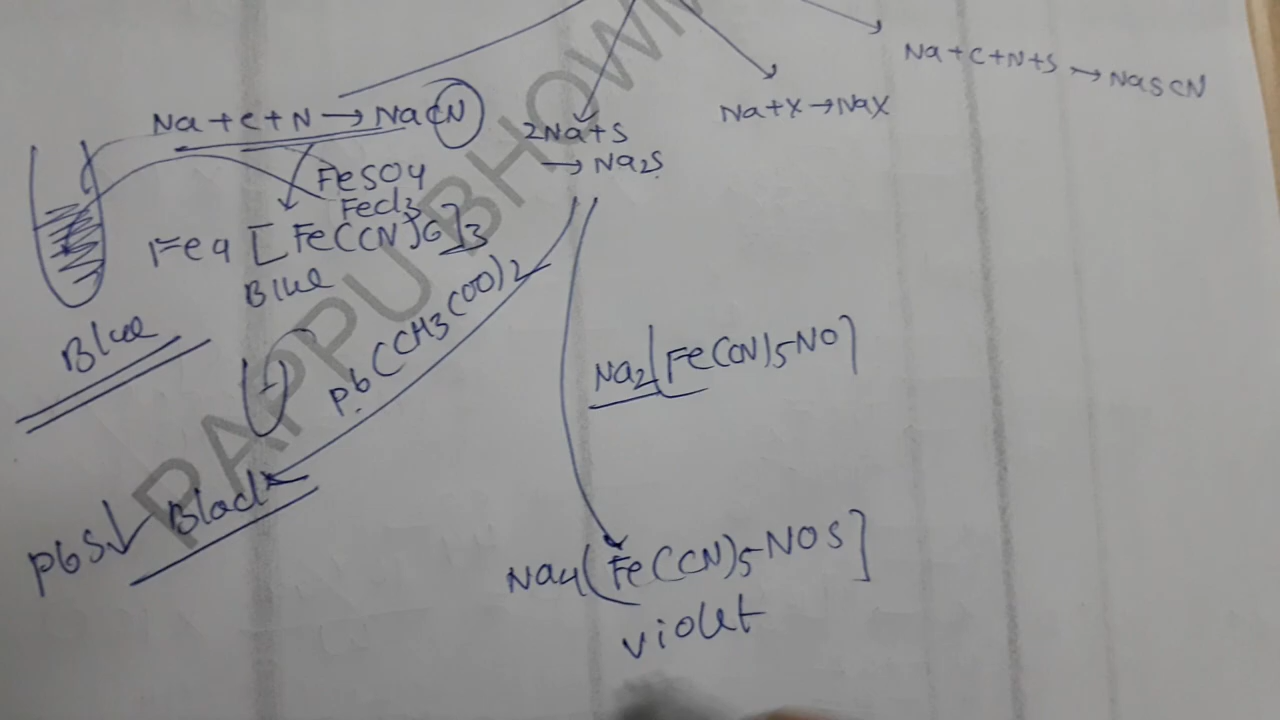 Na + C + N → NaCN
FeSO4
FeCl3
Fe4 [Fe(CN)6]3
Blue
Blue
2Na + S
→ Na2S
Na + X → NaX
Na + C + N + S → NaSCN
Pb(CH3COO)2
PbS↓ Black
Na2[Fe(CN)5NO]
Na4(Fe(CN)5NOS]
violet
PAPPU BHOWM